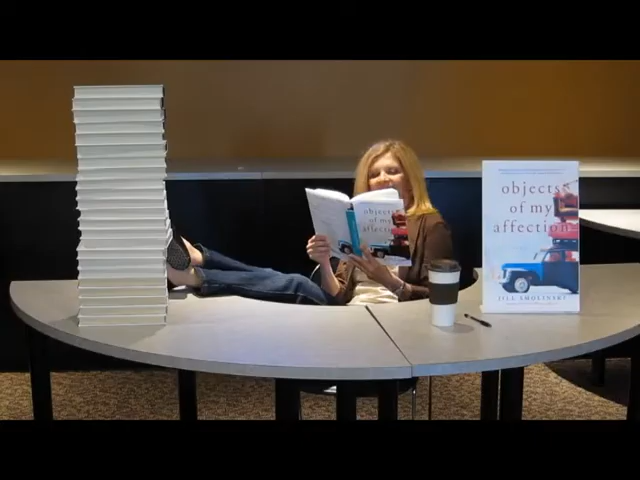 objects
of my
affection
objects
of my
affection
JILL SMOLINSKI